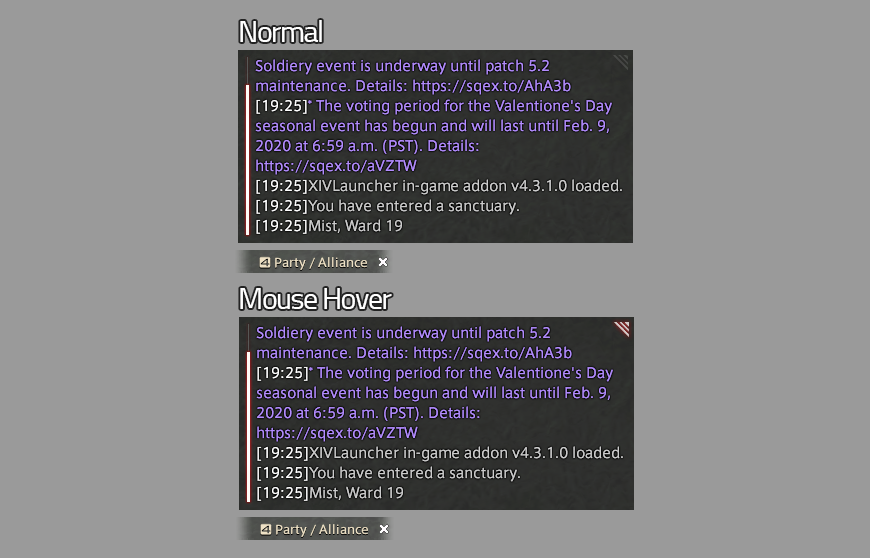 Normal
Soldiery event is underway until patch 5.2
maintenance. Details: https://sqex.to/AhA3b
[19:25]* The voting period for the Valentione's Day
seasonal event has begun and will last until Feb. 9,
2020 at 6:59 a.m. (PST). Details:
https://sqex.to/aVZTW
[19:25]XIVLauncher in-game addon v4.3.1.0 loaded.
[19:25]You have entered a sanctuary.
[19:25]Mist, Ward 19
4 Party / Alliance ×
Mouse Hover
Soldiery event is underway until patch 5.2
maintenance. Details: https://sqex.to/AhA3b
[19:25]* The voting period for the Valentione's Day
seasonal event has begun and will last until Feb. 9,
2020 at 6:59 a.m. (PST). Details:
https://sqex.to/aVZTW
[19:25]XIVLauncher in-game addon v4.3.1.0 loaded.
[19:25]You have entered a sanctuary.
[19:25]Mist, Ward 19
4 Party / Alliance ×